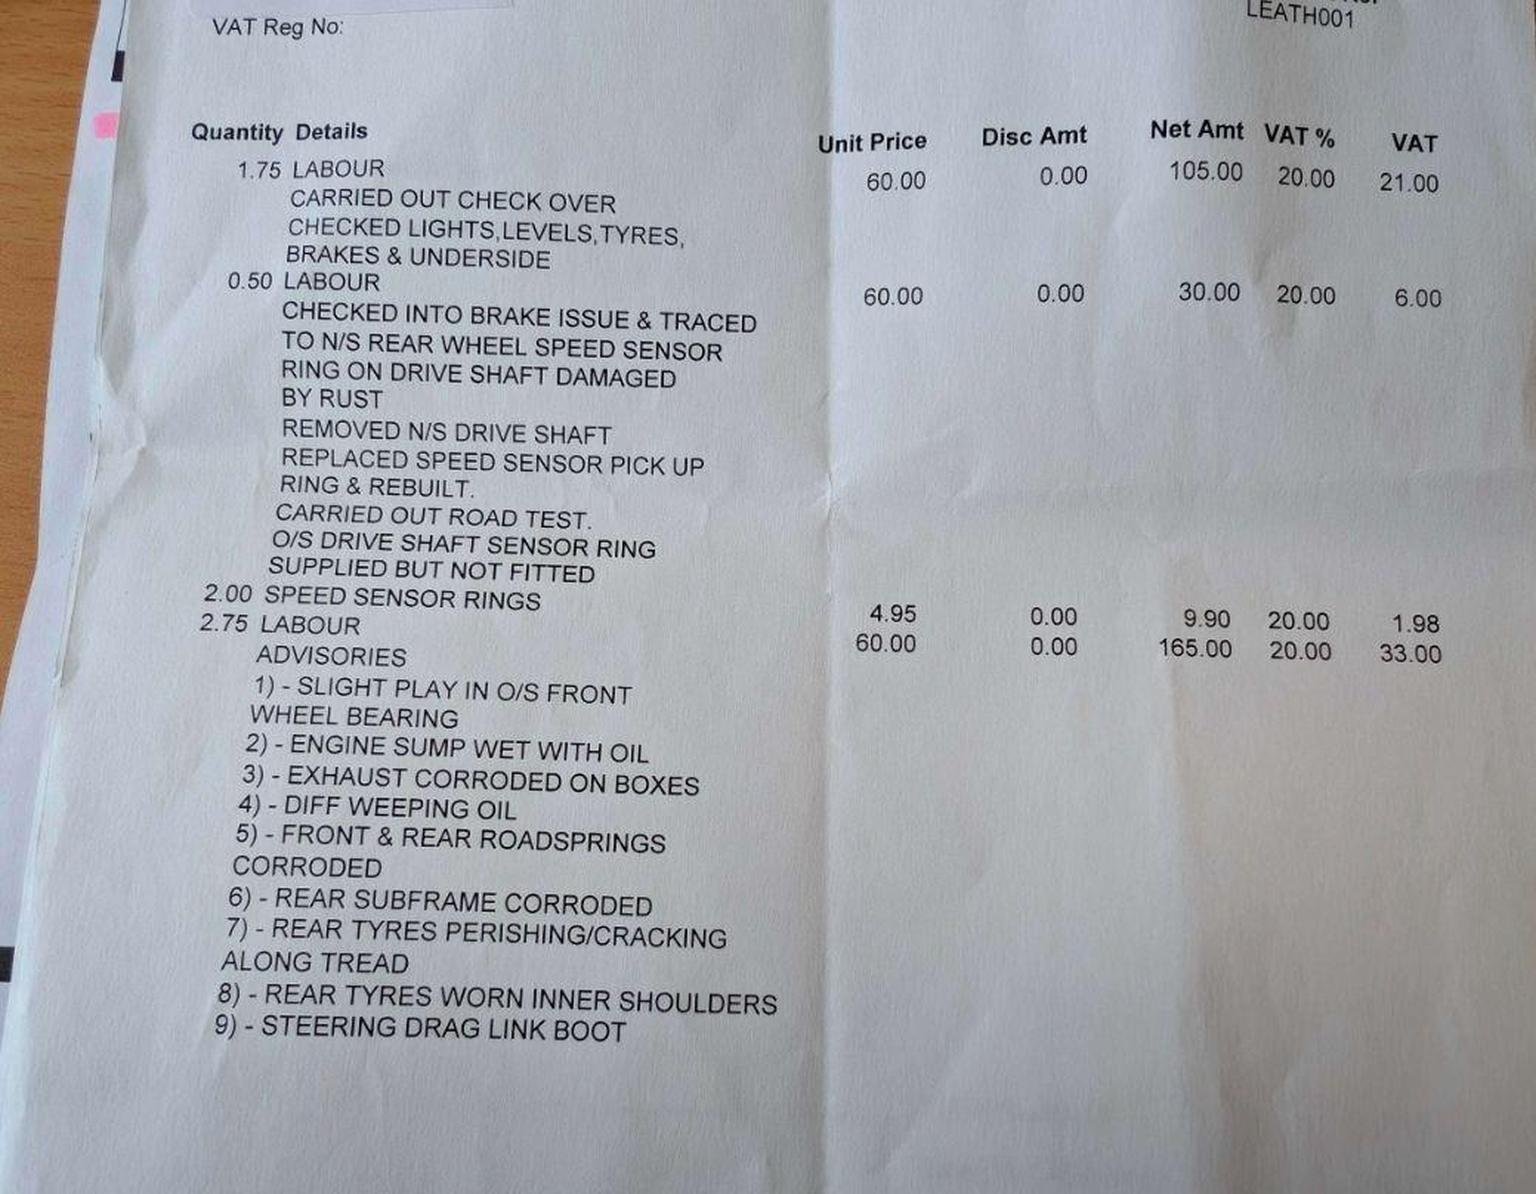 VAT Reg No:
LEATH001
Quantity Details Unit Price Disc Amt Net Amt VAT % VAT
1.75 LABOUR 60.00 0.00 105.00 20.00 21.00
CARRIED OUT CHECK OVER
CHECKED LIGHTS,LEVELS,TYRES,
BRAKES & UNDERSIDE
0.50 LABOUR 60.00 0.00 30.00 20.00 6.00
CHECKED INTO BRAKE ISSUE & TRACED
TO N/S REAR WHEEL SPEED SENSOR
RING ON DRIVE SHAFT DAMAGED
BY RUST
REMOVED N/S DRIVE SHAFT
REPLACED SPEED SENSOR PICK UP
RING & REBUILT.
CARRIED OUT ROAD TEST.
O/S DRIVE SHAFT SENSOR RING
SUPPLIED BUT NOT FITTED
2.00 SPEED SENSOR RINGS 4.95 0.00 9.90 20.00 1.98
2.75 LABOUR 60.00 0.00 165.00 20.00 33.00
ADVISORIES
1) - SLIGHT PLAY IN O/S FRONT
WHEEL BEARING
2) - ENGINE SUMP WET WITH OIL
3) - EXHAUST CORRODED ON BOXES
4) - DIFF WEEPING OIL
5) - FRONT & REAR ROADSPRINGS
CORRODED
6) - REAR SUBFRAME CORRODED
7) - REAR TYRES PERISHING/CRACKING
ALONG TREAD
8) - REAR TYRES WORN INNER SHOULDERS
9) - STEERING DRAG LINK BOOT